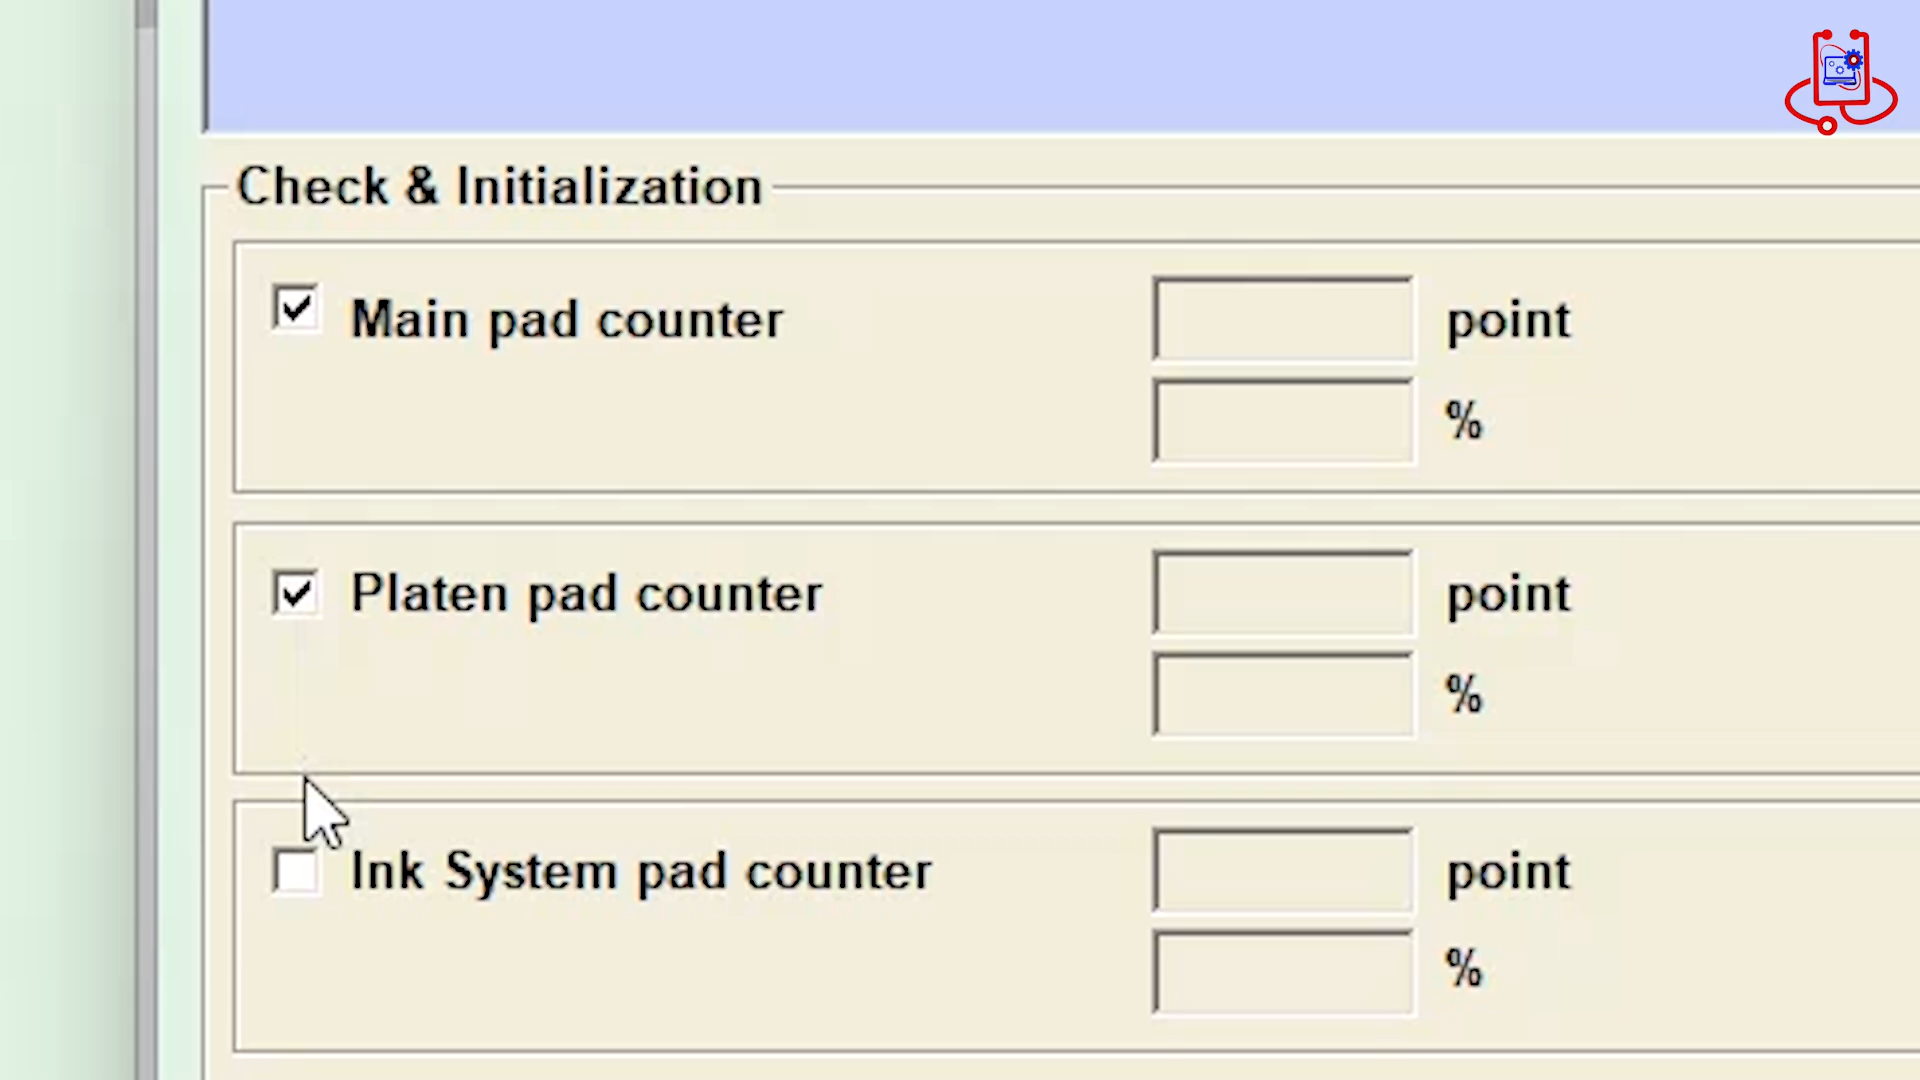 Check & Initialization
Main pad counter
point
%
Platen pad counter
point
%
Ink System pad counter
point
%